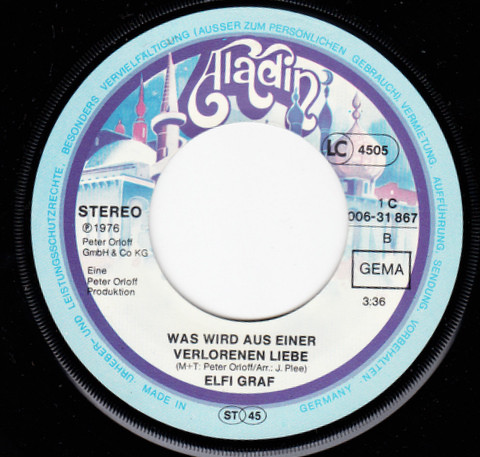 URHEBER- UND LEISTUNGSSCHUTZRECHTE, BESONDERS VERVIELFÄLTIGUNG (AUSSER ZUM PERSÖNLICHEN GEBRAUCH), VERMIETUNG, AUFFÜHRUNG, SENDUNG, VORBEHALTEN.
Aladin
LC 4505
STEREO
Ⓟ 1976
Peter Orloff
GmbH & Co KG
Eine
Peter Orloff
Produktion
1 C
006-31 867
B
GEMA
3:36
WAS WIRD AUS EINER
VERLORENEN LIEBE
(M+T: Peter Orloff/Arr.: J. Plee)
ELFI GRAF
MADE IN GERMANY
ST 45